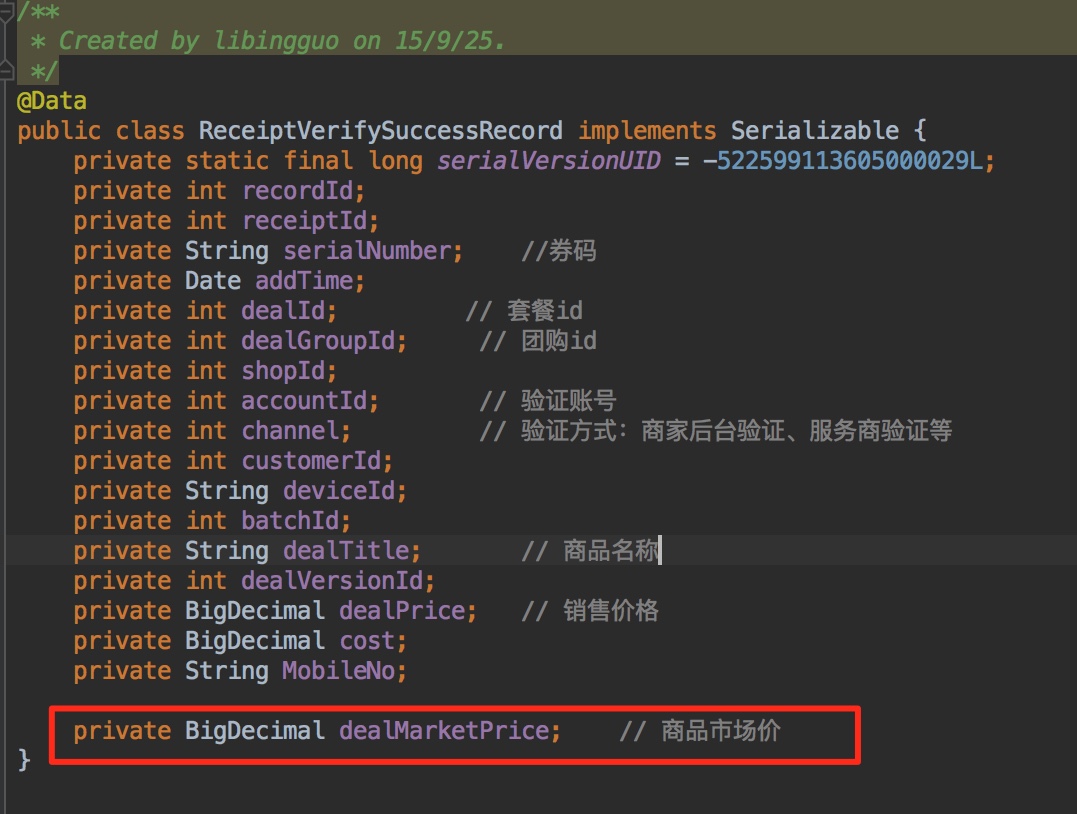 /**
 * Created by libingguo on 15/9/25.
 */
@Data
public class ReceiptVerifySuccessRecord implements Serializable {
    private static final long serialVersionUID = -522599113605000029L;
    private int recordId;
    private int receiptId;
    private String serialNumber;    //券码
    private Date addTime;
    private int dealId;         // 套餐id
    private int dealGroupId;     // 团购id
    private int shopId;
    private int accountId;       // 验证账号
    private int channel;         // 验证方式：商家后台验证、服务商验证等
    private int customerId;
    private String deviceId;
    private int batchId;
    private String dealTitle;       // 商品名称
    private int dealVersionId;
    private BigDecimal dealPrice;   // 销售价格
    private BigDecimal cost;
    private String MobileNo;
    private BigDecimal dealMarketPrice;    // 商品市场价
}